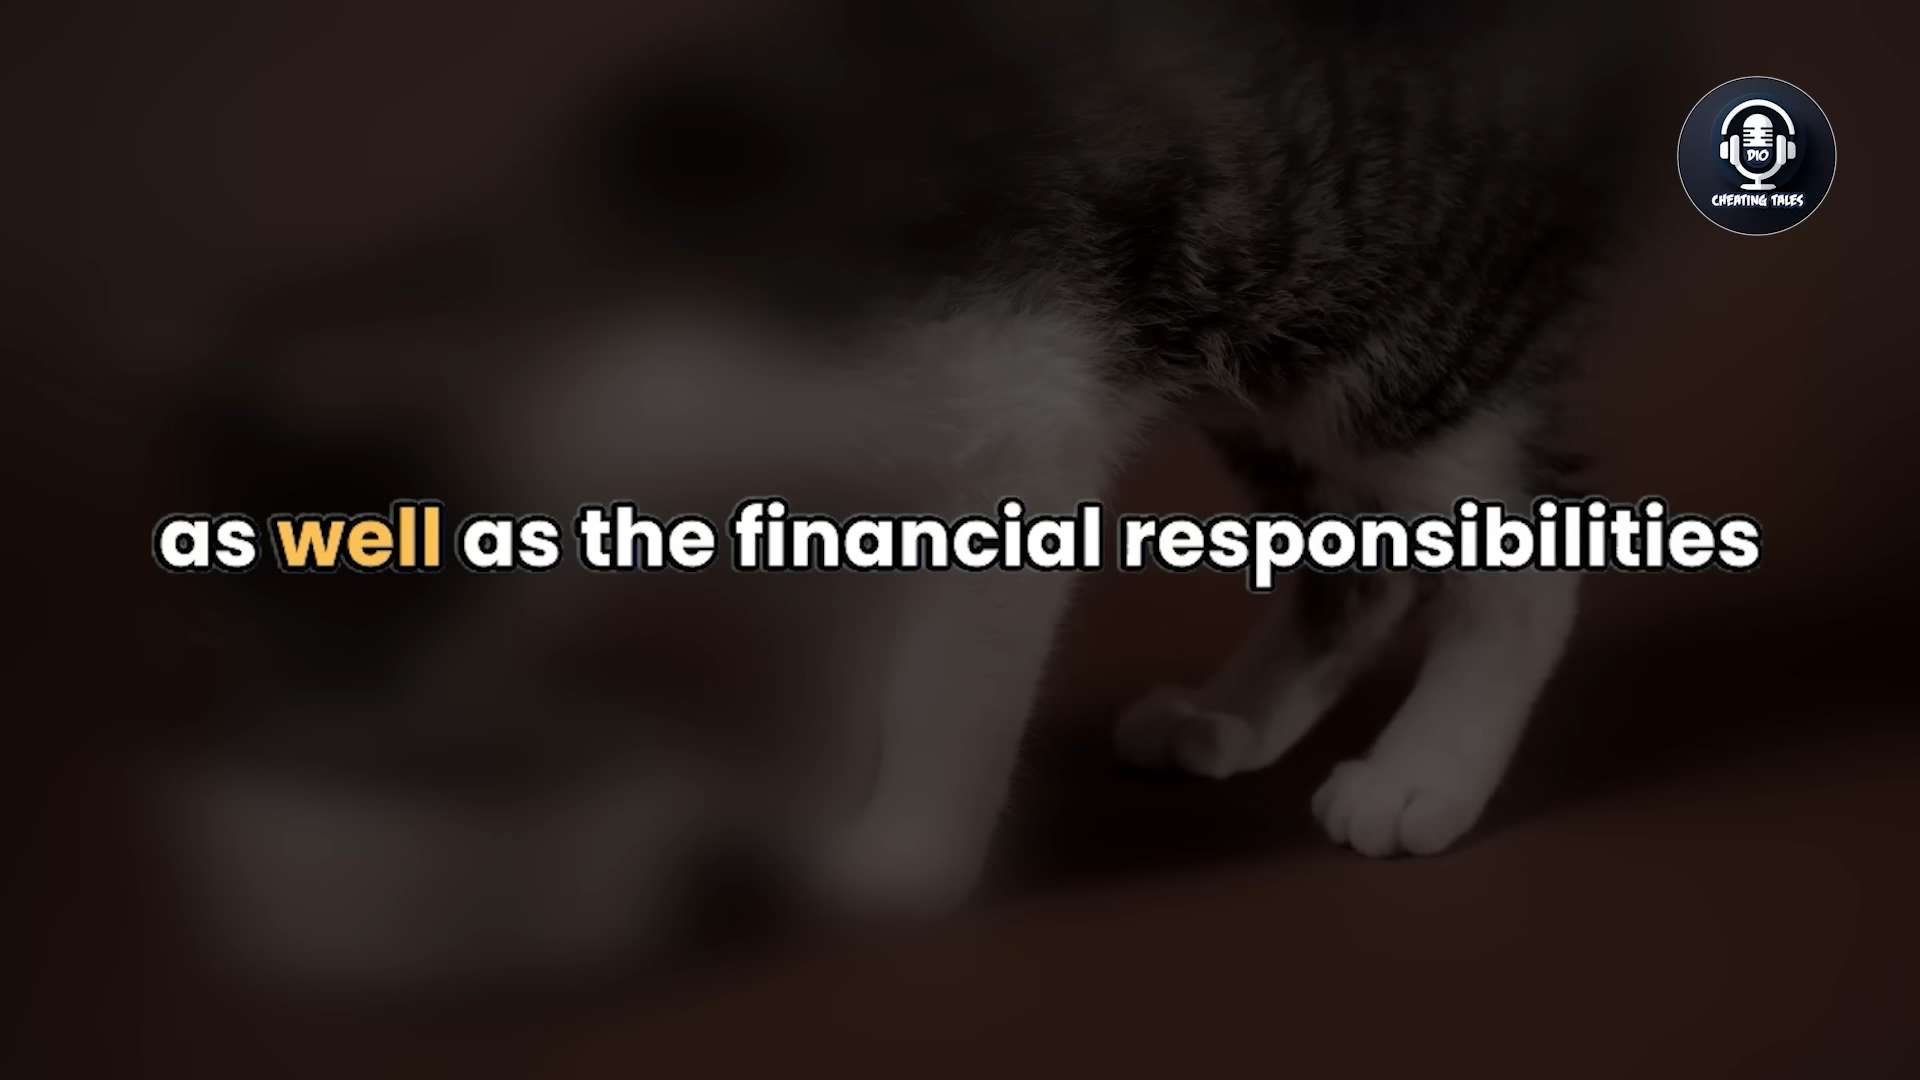 DIO
CHEATING TALES
as well as the financial responsibilities